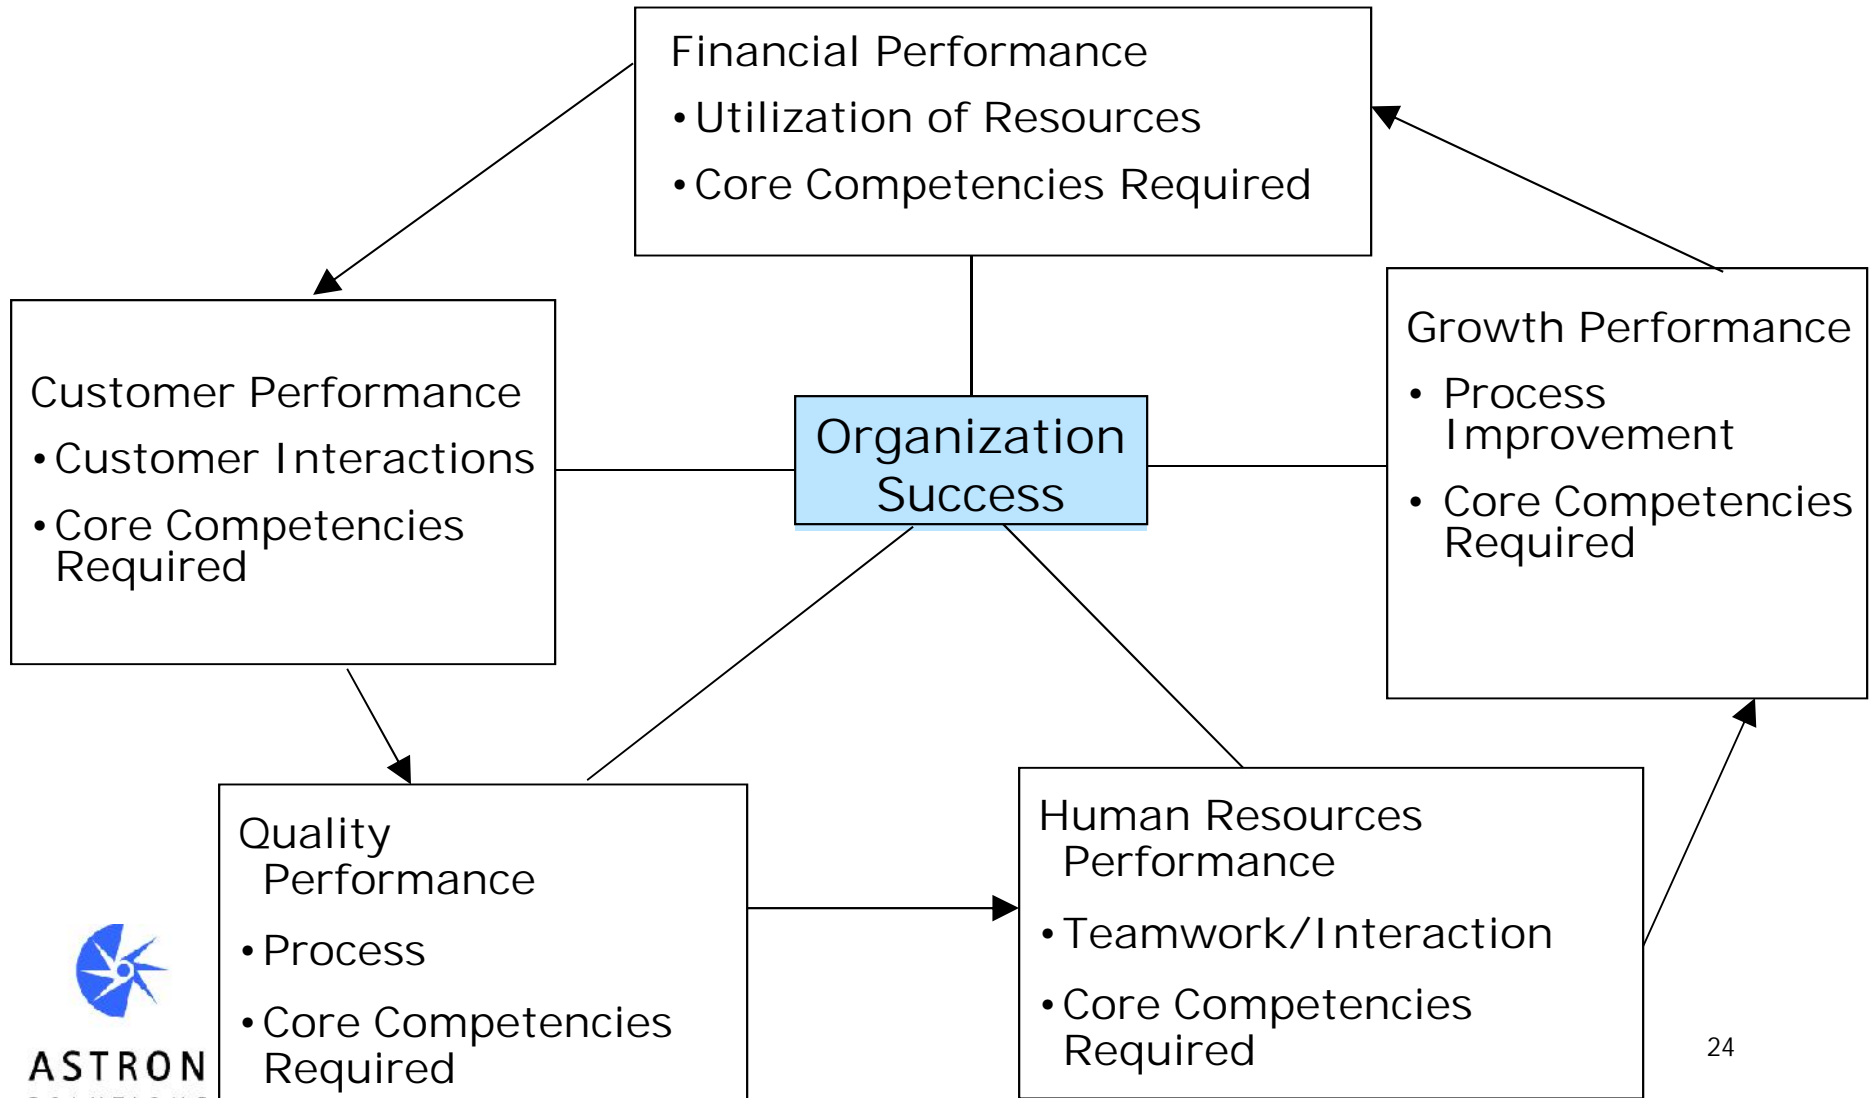 Financial Performance
• Utilization of Resources
• Core Competencies Required
Customer Performance
• Customer Interactions
• Core Competencies
Required
Organization
Success
Growth Performance
• Process
Improvement
• Core Competencies
Required
Quality
Performance
• Process
• Core Competencies
Required
Human Resources
Performance
• Teamwork/Interaction
• Core Competencies
Required
ASTRON
24